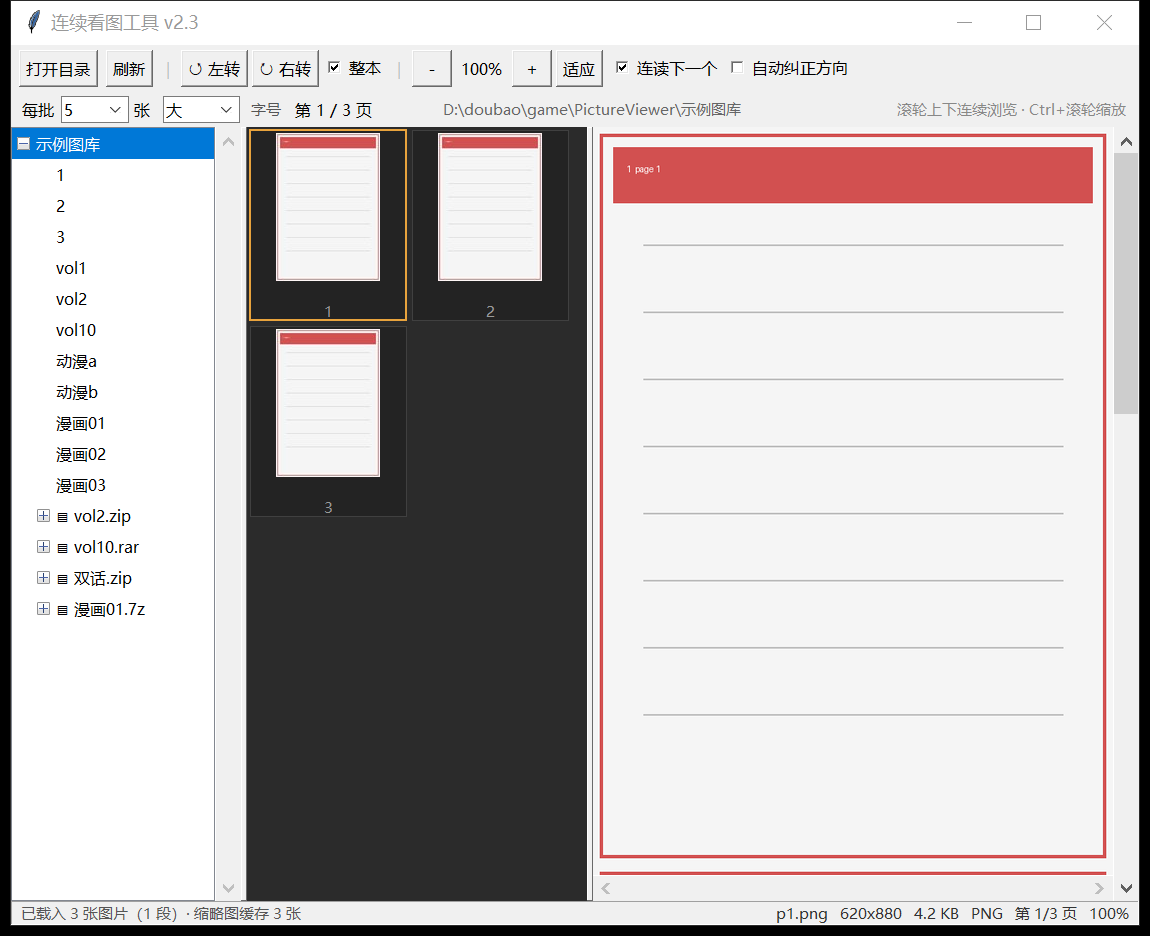 连续看图工具 v2.3
打开目录 刷新 | ↺ 左转 ↻ 右转 整本 | - 100% + 适应 连读下一个 自动纠正方向
每批 5 张 大 字号 第 1 / 3 页 D:\doubao\game\PictureViewer\示例图库 滚轮上下连续浏览 · Ctrl+滚轮缩放
示例图库
1
2
3
vol1
vol2
vol10
动漫a
动漫b
漫画01
漫画02
漫画03
vol2.zip
vol10.rar
双话.zip
漫画01.7z
1
2
3
1 page 1
已载入 3 张图片（1 段）· 缩略图缓存 3 张
p1.png 620x880 4.2 KB PNG 第 1/3 页 100%